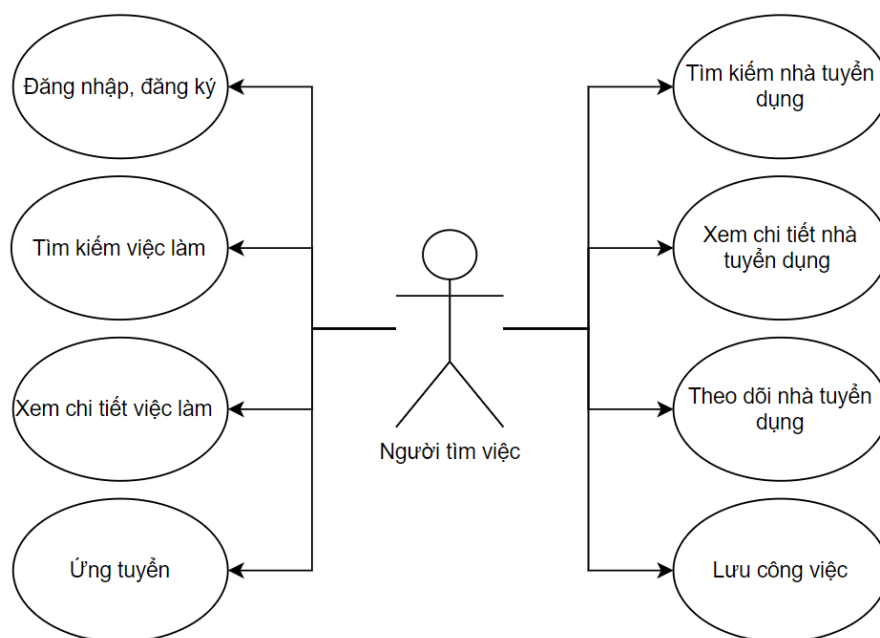 Đăng nhập, đăng ký
Tìm kiếm việc làm
Xem chi tiết việc làm
Ứng tuyển
Người tìm việc
Tìm kiếm nhà tuyển
dụng
Xem chi tiết nhà
tuyển dụng
Theo dõi nhà tuyển
dụng
Lưu công việc